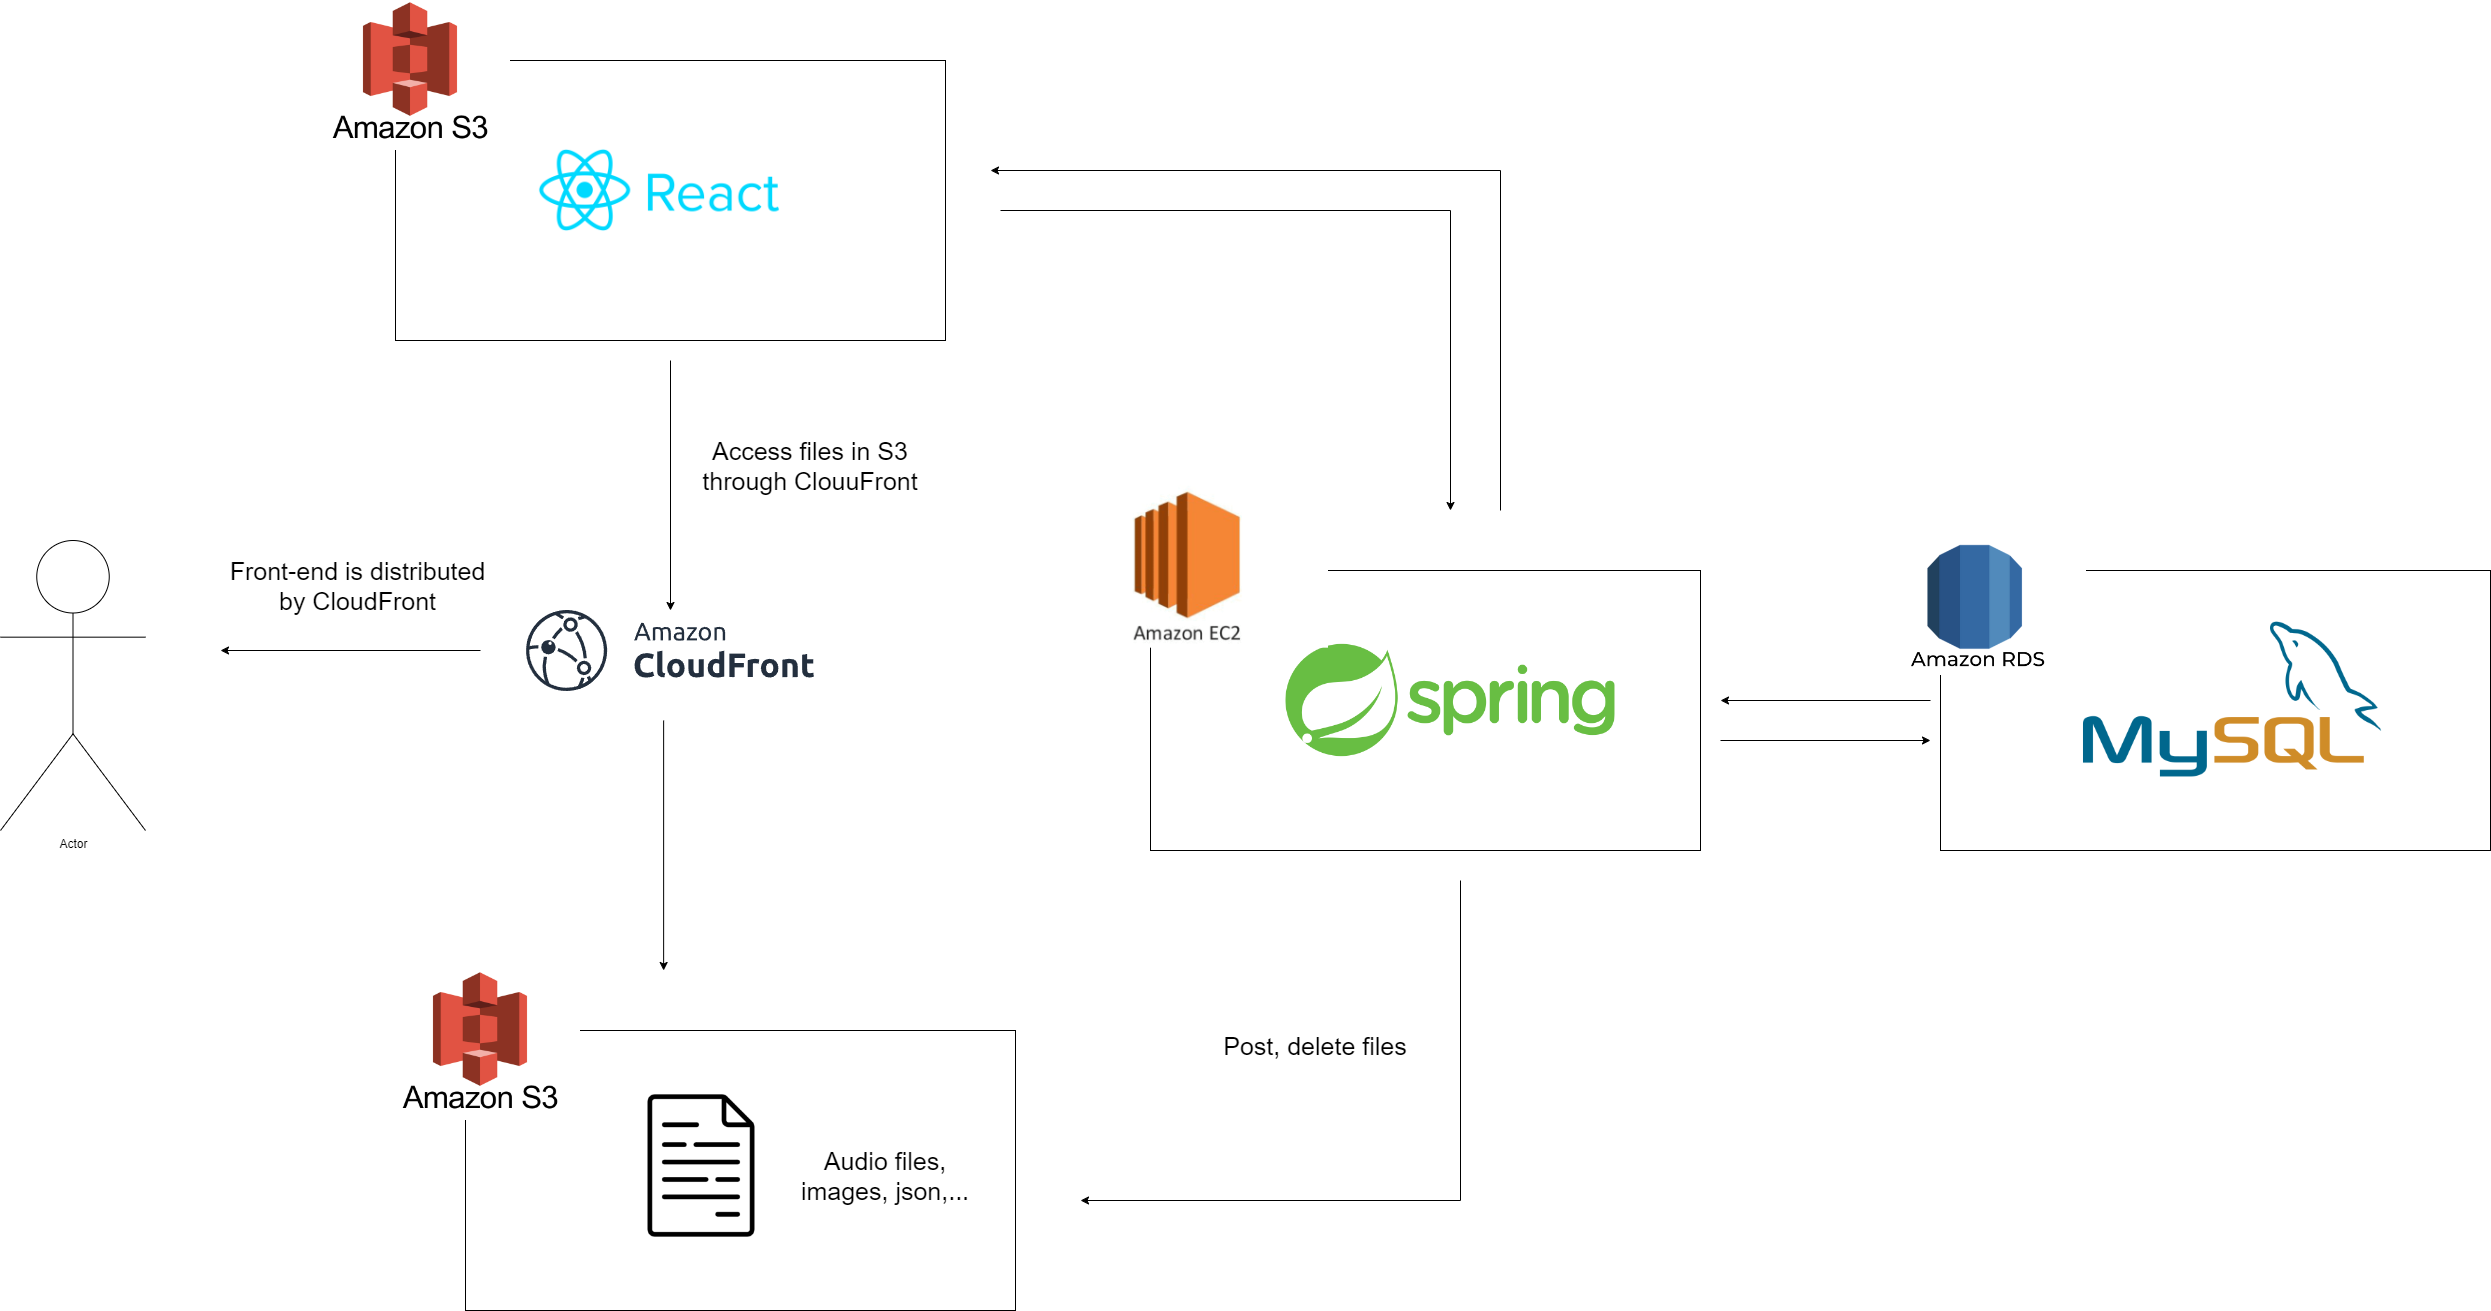 Amazon S3
React
Access files in S3
through ClouuFront
Front-end is distributed
by CloudFront
Amazon
CloudFront
Actor
Amazon EC2
spring
Amazon RDS
MySQL
Post, delete files
Amazon S3
Audio files,
images, json,...